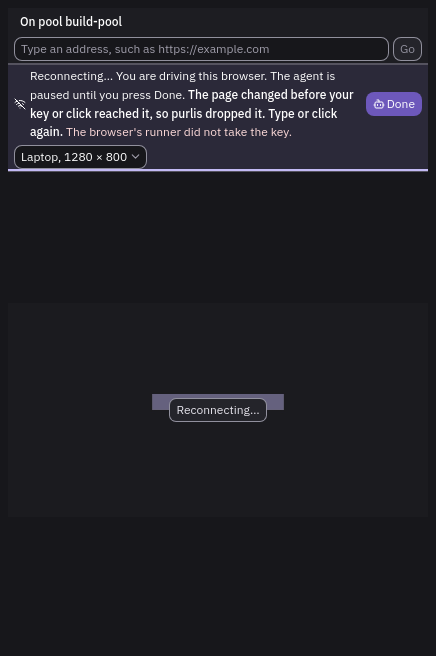 On pool build-pool
Type an address, such as https://example.com
Go
Reconnecting... You are driving this browser. The agent is
paused until you press Done. The page changed before your
key or click reached it, so purlis dropped it. Type or click
again. The browser's runner did not take the key.
Done
Laptop, 1280 × 800
Reconnecting...